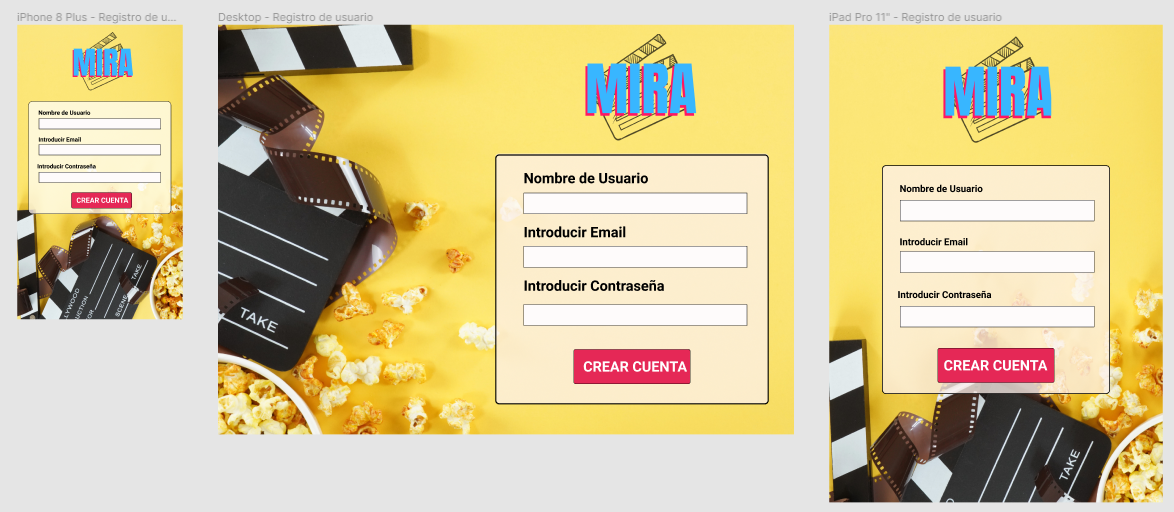 iPhone 8 Plus - Registro de u...
MIRA
Nombre de Usuario
Introducir Email
Introducir Contraseña
CREAR CUENTA
SCENE
TAKE
Desktop - Registro de usuario
MIRA
Nombre de Usuario
Introducir Email
Introducir Contraseña
CREAR CUENTA
TAKE
iPad Pro 11" - Registro de usuario
MIRA
Nombre de Usuario
Introducir Email
Introducir Contraseña
CREAR CUENTA
TAKE